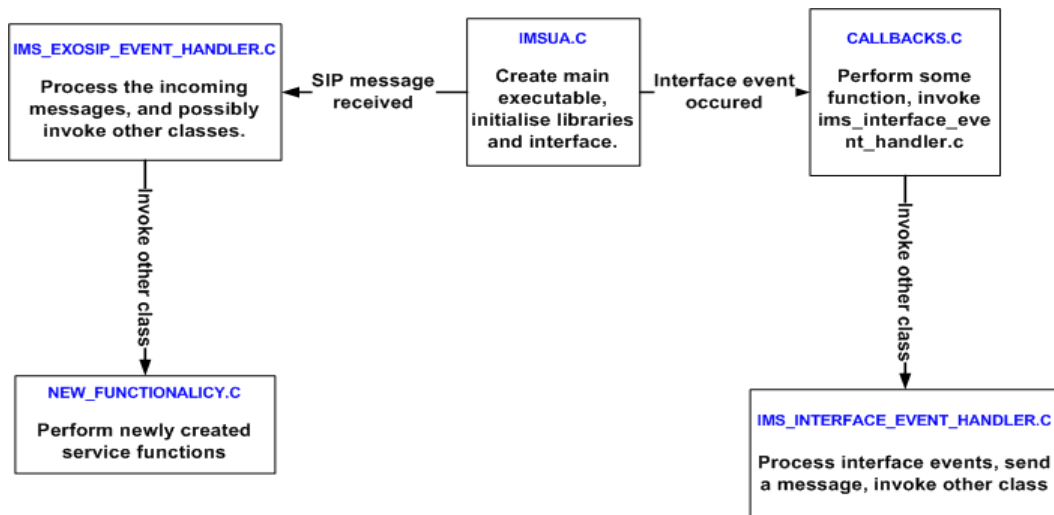 IMS_EXOSIP_EVENT_HANDLER.C
Process the incoming
messages, and possibly
invoke other classes.
SIP message
received
IMSUA.C
Create main
executable,
initialise libraries
and interface.
Interface event
occured
CALLBACKS.C
Perform some
function, invoke
ims_interface_eve
nt_handler.c
Invoke other class
Invoke other class
NEW_FUNCTIONALICY.C
Perform newly created
service functions
IMS_INTERFACE_EVENT_HANDLER.C
Process interface events, send
a message, invoke other class